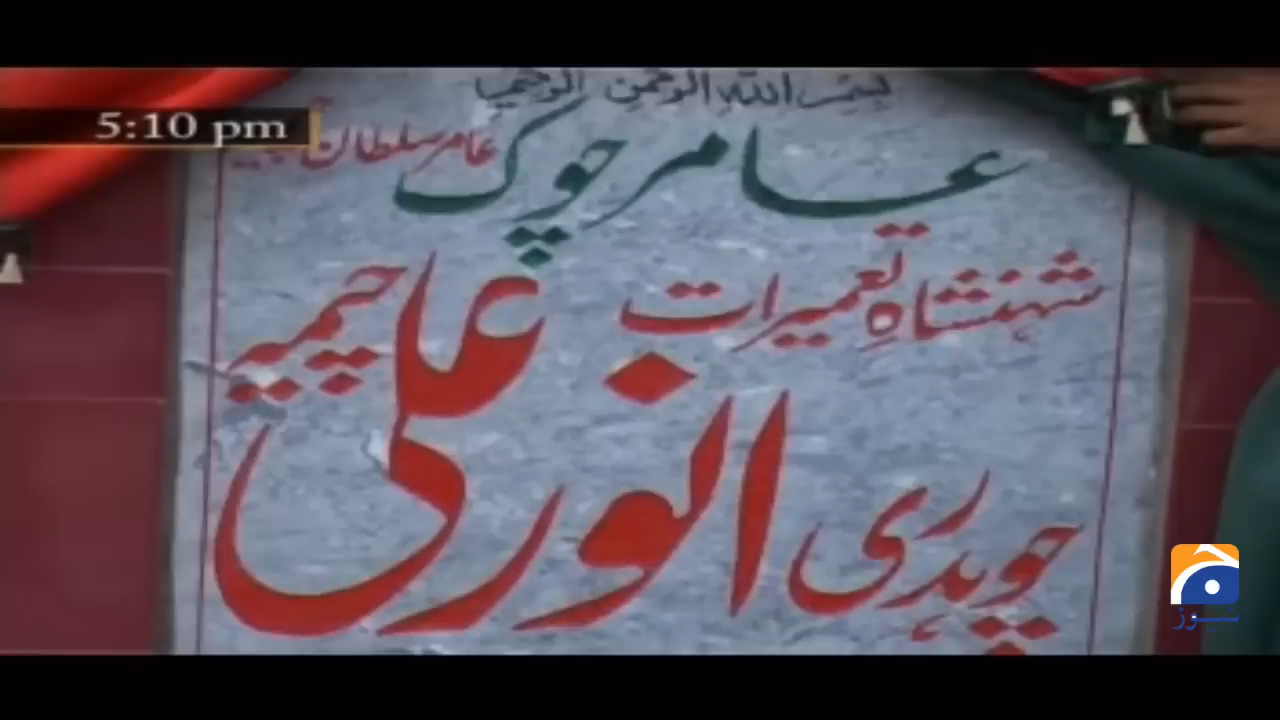 بسم اللہ الرحمن الرحیم
5:10 pm
عامر چوک
عامر سلطان
شہنشاہِ تعمیرات
چوہدری انور علی چیمہ
نیوز